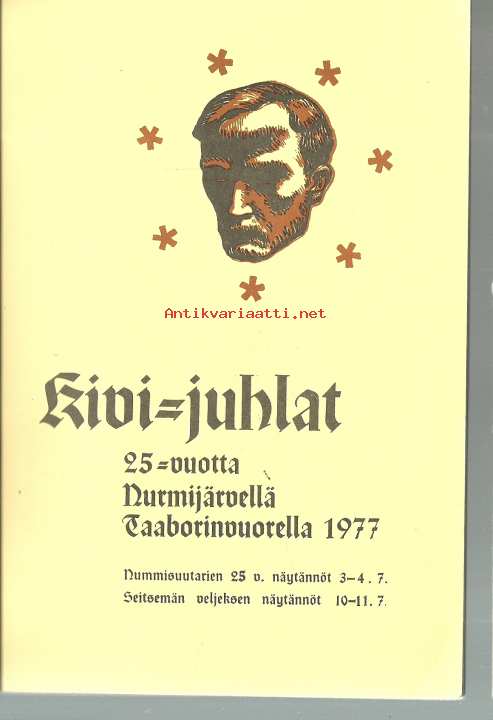 Antikvariaatti.net
Kivi=juhlat
25=vuotta
Nurmijärvellä
Taaborinvuorella 1977
Nummisuutarien 25 v. näytännöt 3-4. 7.
Seitsemän veljeksen näytännöt 10-11. 7.